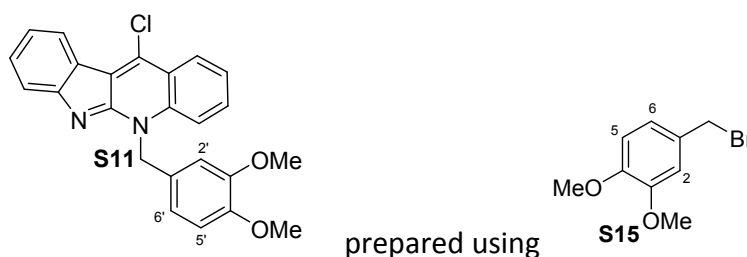 Cl
N
N
S11
2'
OMe
6'
5'
OMe
prepared using
6
5
Br
2
MeO
OMe
S15